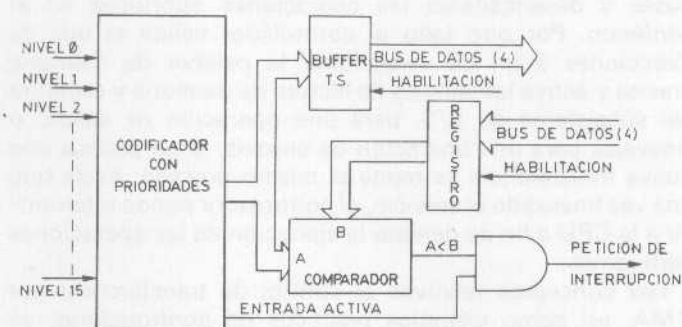 NIVEL Ø
NIVEL 1
NIVEL 2
NIVEL 15
CODIFICADOR
CON
PRIORIDADES
BUFFER
T.S.
BUS DE DATOS (4)
HABILITACION
REGISTRO
BUS DE DATOS(4)
HABILITACION
B
A
COMPARADOR
A<B
ENTRADA ACTIVA
PETICIÓN DE
INTERRUPCION